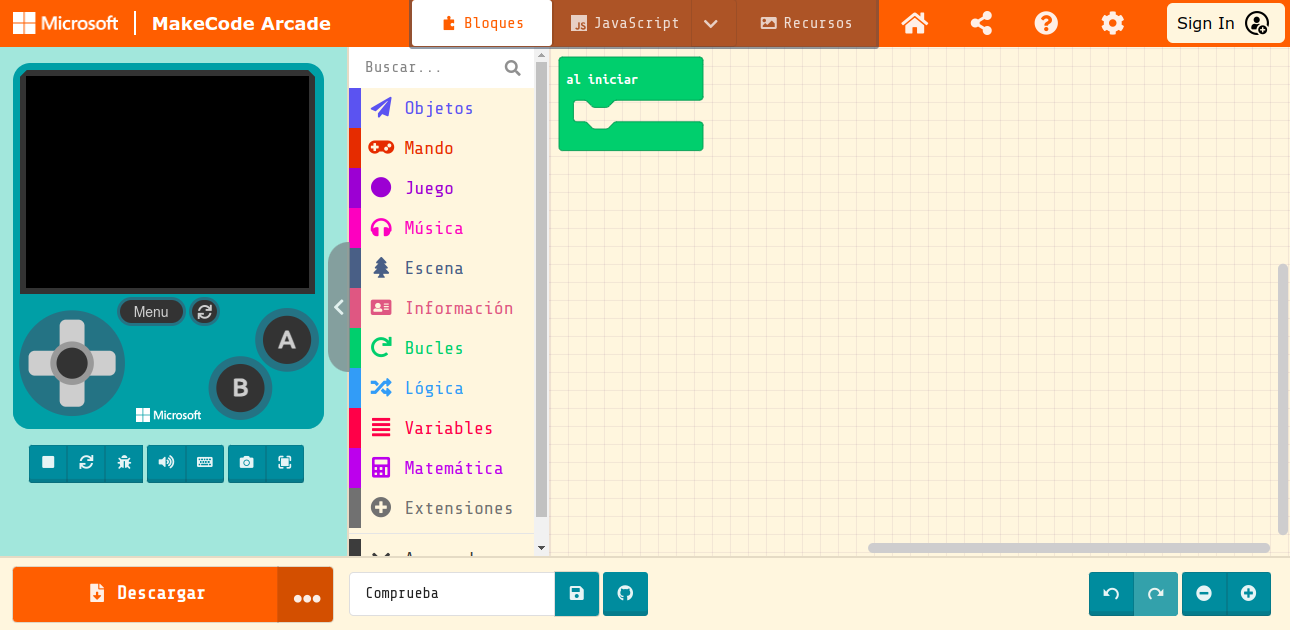 Microsoft
MakeCode Arcade
Bloques
JS
JavaScript
Recursos
Sign In
Buscar...
Objetos
Mando
Juego
Música
Escena
Información
Bucles
Lógica
Variables
Matemática
Extensiones
al iniciar
Menu
A
B
Microsoft
Descargar
Comprueba